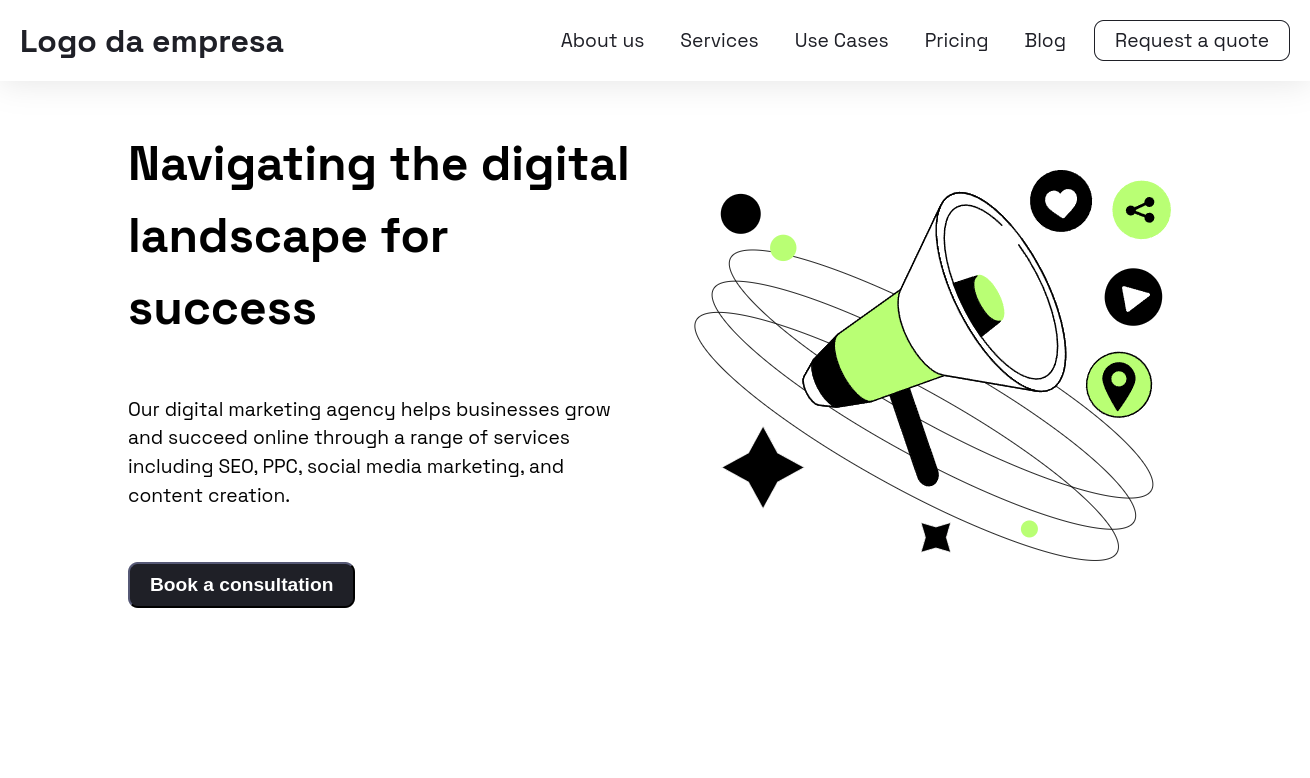 Logo da empresa
About us Services Use Cases Pricing Blog Request a quote
Navigating the digital
landscape for
success
Our digital marketing agency helps businesses grow
and succeed online through a range of services
including SEO, PPC, social media marketing, and
content creation.
Book a consultation